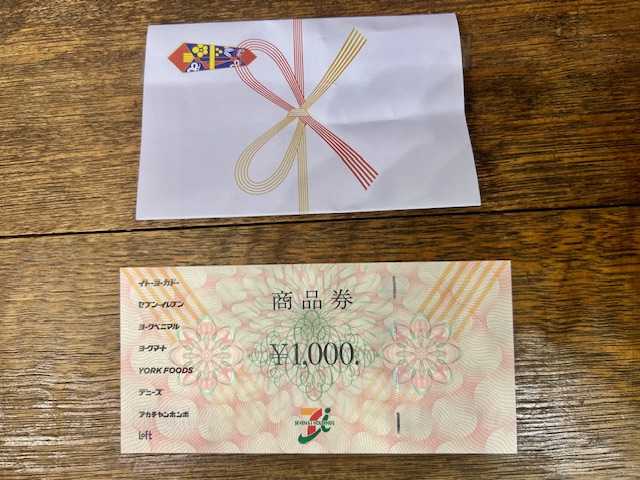 イトーヨーカドー
セブン-イレブン
ヨークベニマル
ヨークマート
YORK FOODS
デニーズ
アカチャンホンポ
Loft
商品券
¥1,000.
SEVEN & i HOLDINGS